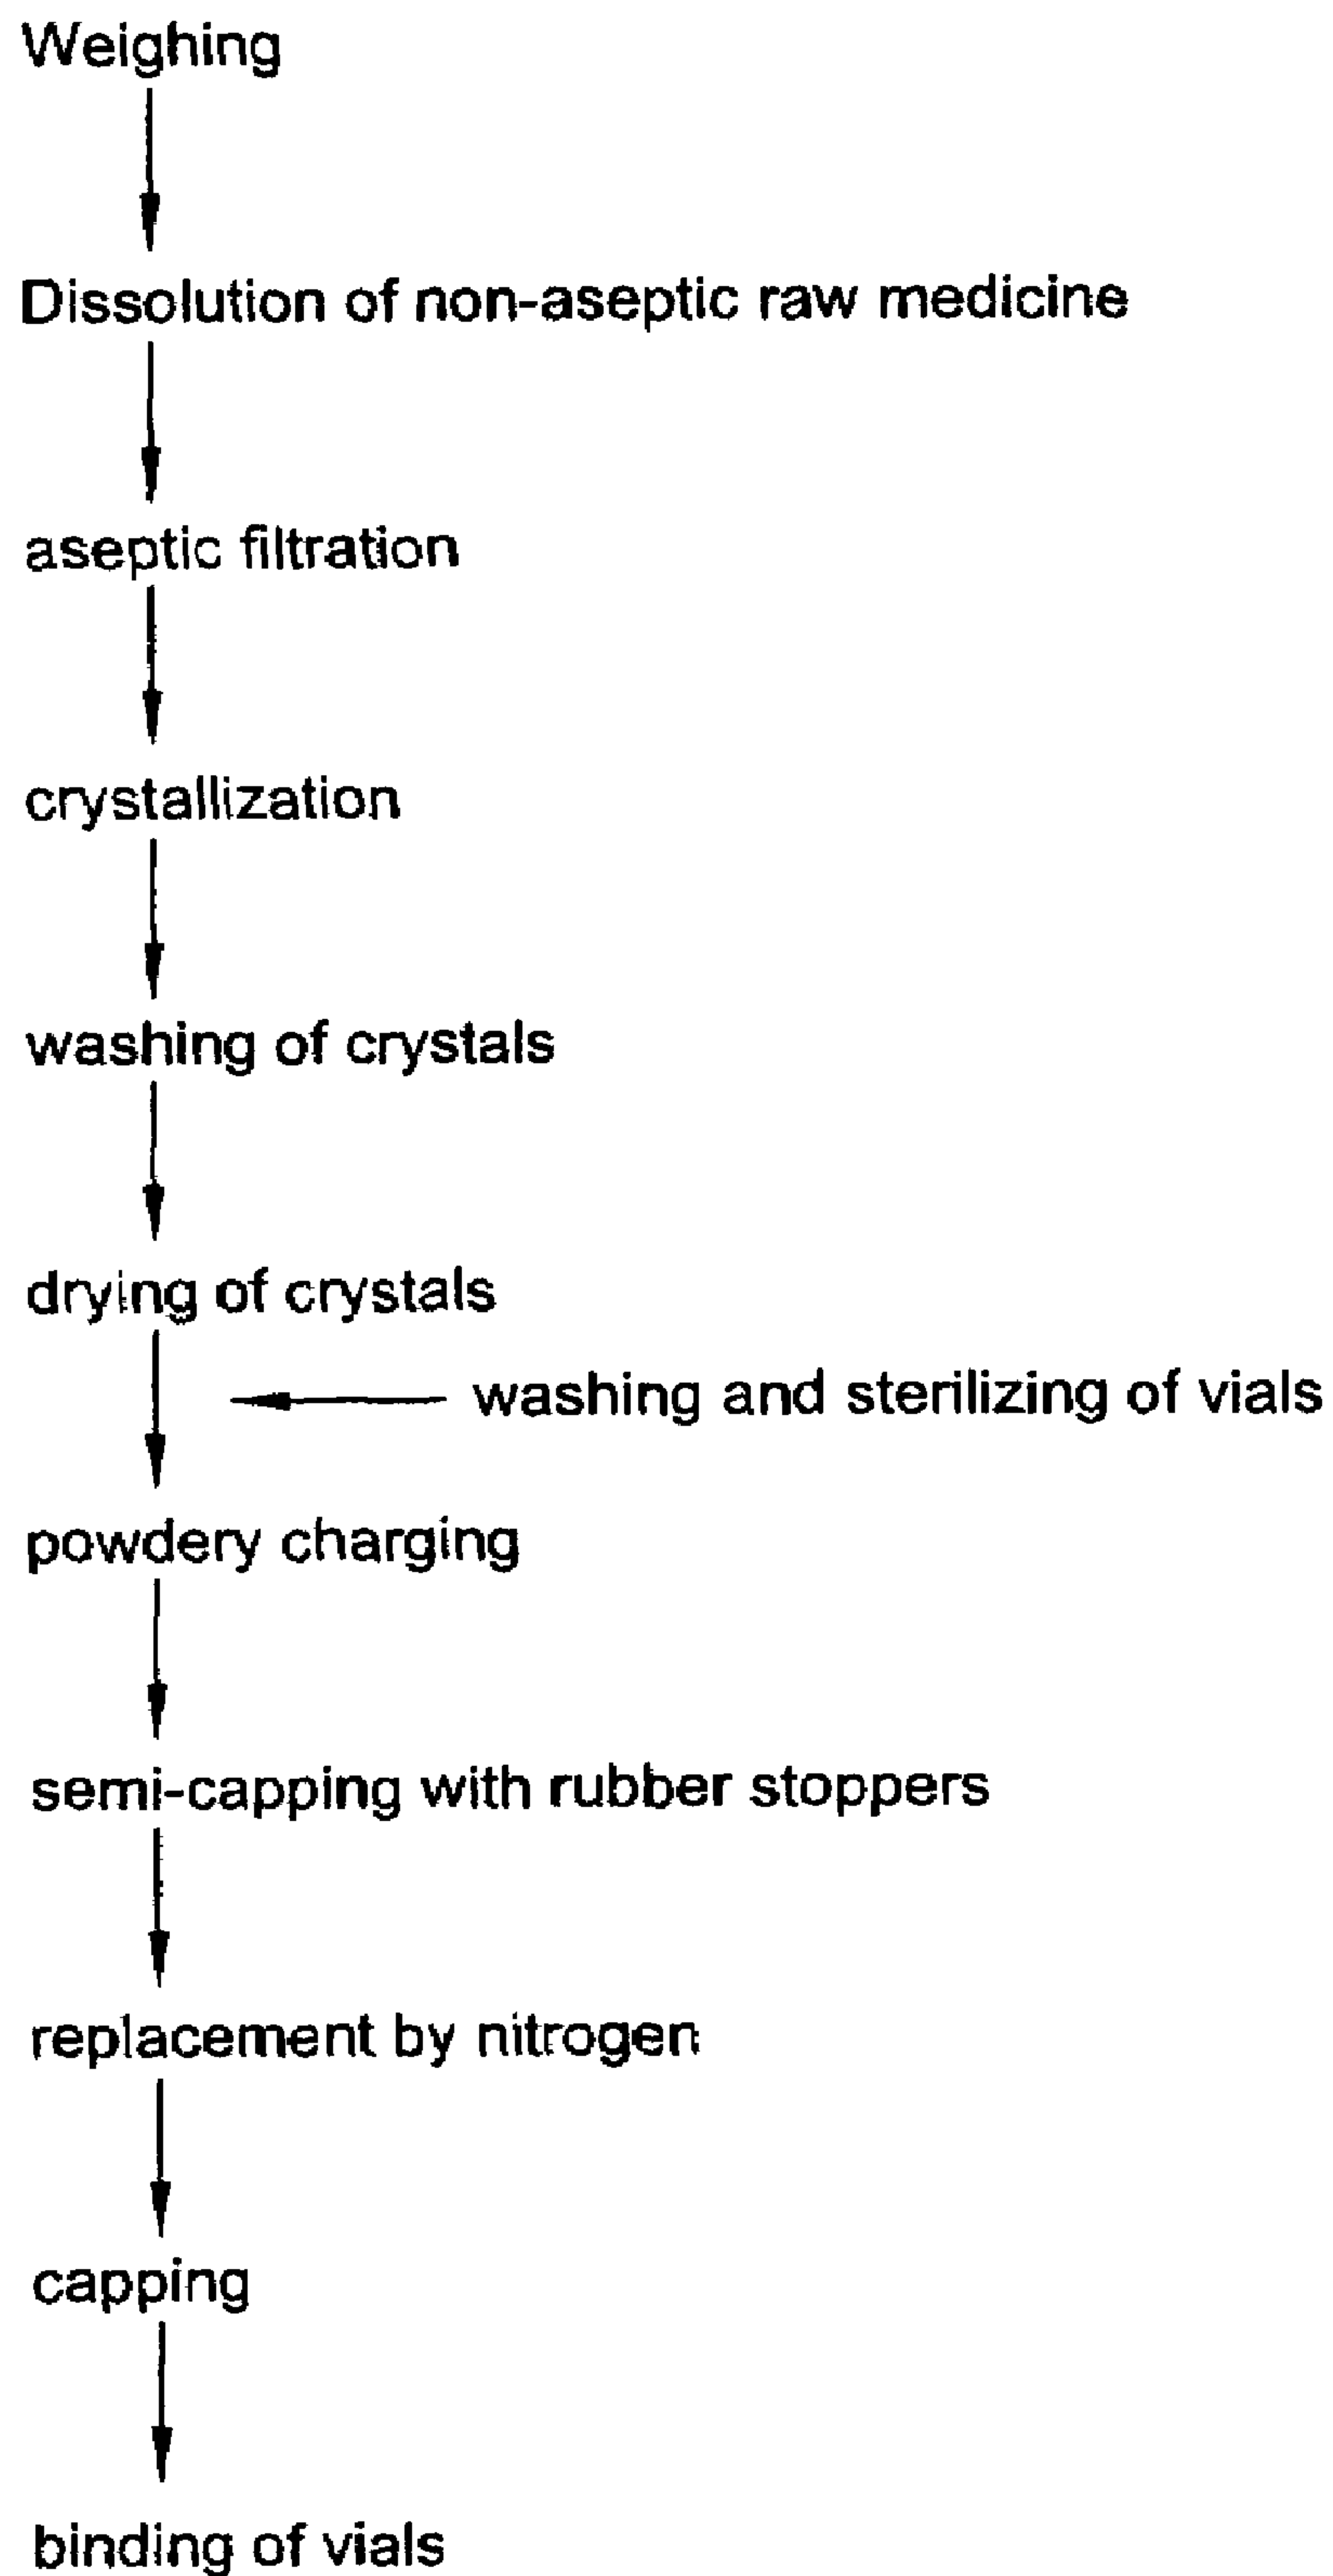 Weighing
Dissolution of non-aseptic raw medicine
aseptic filtration
crystallization
washing of crystals
drying of crystals
washing and sterilizing of vials
powdery charging
semi-capping with rubber stoppers
replacement by nitrogen
capping
binding of vials